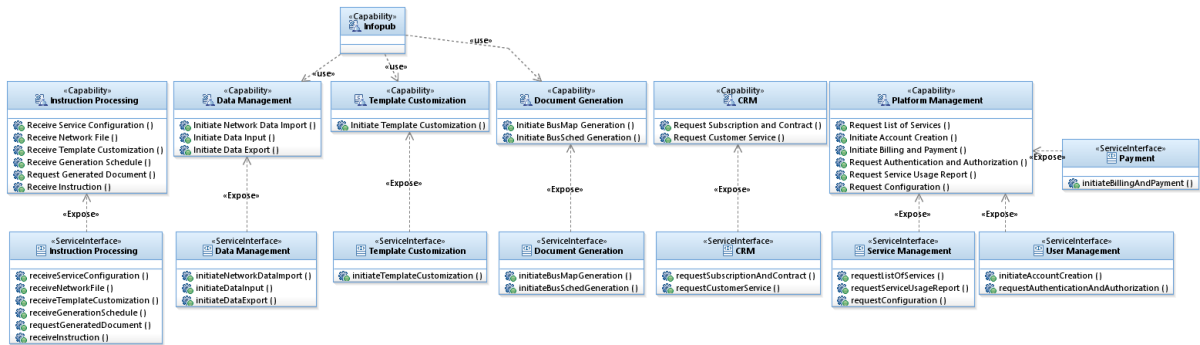 «Capability»
Infopub
«use»
«use»
«use»
«Capability»
Instruction Processing
Receive Service Configuration ()
Receive Network File ()
Receive Template Customization ()
Receive Generation Schedule ()
Request Generated Document ()
Receive Instruction ()
«Capability»
Data Management
Initiate Network Data Import ()
Initiate Data Input ()
Initiate Data Export ()
«Capability»
Template Customization
Initiate Template Customization ()
«Capability»
Document Generation
Initiate BusMap Generation ()
Initiate BusSched Generation ()
«Capability»
CRM
Request Subscription and Contract ()
Request Customer Service ()
«Capability»
Platform Management
Request List of Services ()
Initiate Account Creation ()
Initiate Billing and Payment ()
Request Authentication and Authorization ()
Request Service Usage Report ()
Request Configuration ()
«Expose»
«ServiceInterface»
Payment
initiateBillingAndPayment ()
«Expose»
«Expose»
«Expose»
«Expose»
«Expose»
«Expose»
«Expose»
«ServiceInterface»
Instruction Processing
receiveServiceConfiguration ()
receiveNetworkFile ()
receiveTemplateCustomization ()
receiveGenerationSchedule ()
requestGeneratedDocument ()
receiveInstruction ()
«ServiceInterface»
Data Management
initiateNetworkDataImport ()
initiateDataInput ()
initiateDataExport ()
«ServiceInterface»
Template Customization
initiateTemplateCustomization ()
«ServiceInterface»
Document Generation
initiateBusMapGeneration ()
initiateBusSchedGeneration ()
«ServiceInterface»
CRM
requestSubscriptionAndContract ()
requestCustomerService ()
«ServiceInterface»
Service Management
requestListOfServices ()
requestServiceUsageReport ()
requestConfiguration ()
«ServiceInterface»
User Management
initiateAccountCreation ()
requestAuthenticationAndAuthorization ()